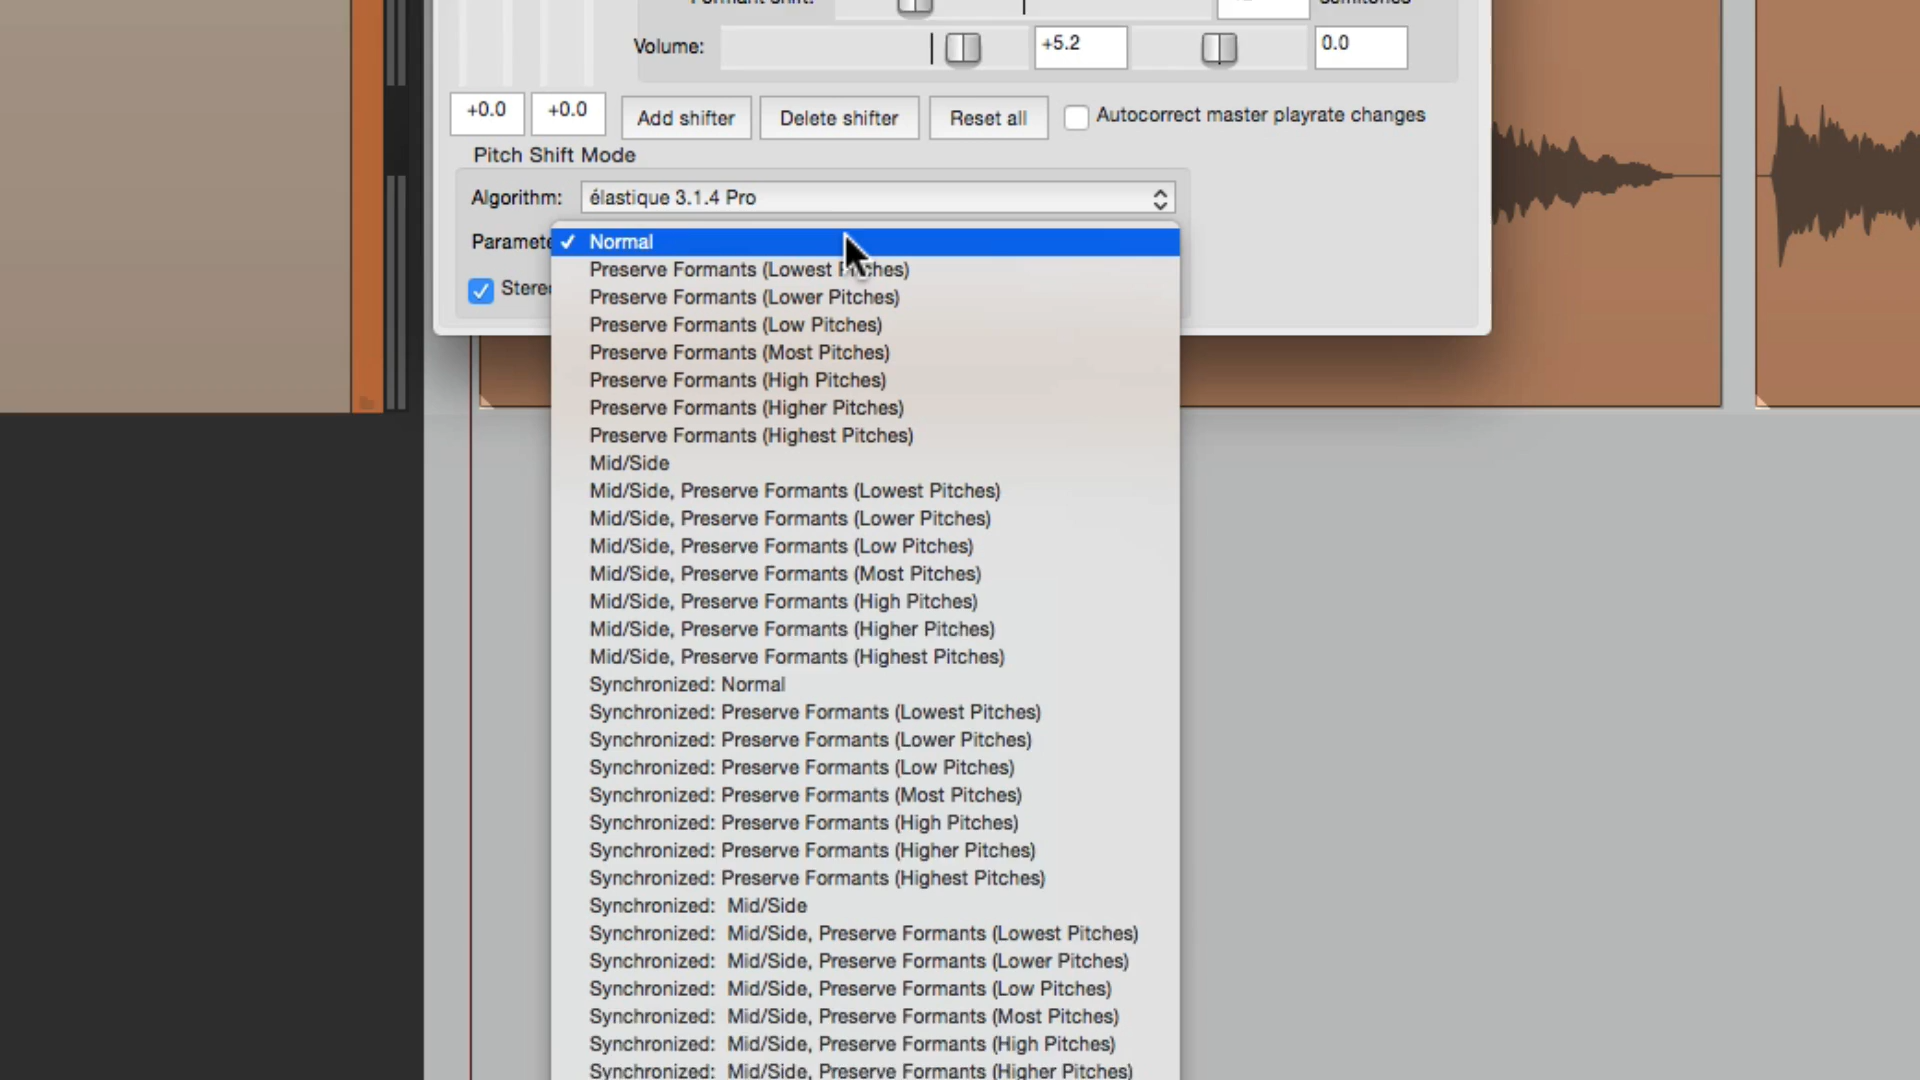 Volume:
+5.2
0.0
+0.0
+0.0
Add shifter
Delete shifter
Reset all
Autocorrect master playrate changes
Pitch Shift Mode
Algorithm:
élastique 3.1.4 Pro
✓ Normal
Preserve Formants (Lowest
Preserve Formants (Lower Pitches)
Preserve Formants (Low Pitches)
Preserve Formants (Most Pitches)
Preserve Formants (High Pitches)
Preserve Formants (Higher Pitches)
Preserve Formants (Highest Pitches)
Mid/Side
Mid/Side, Preserve Formants (Lowest Pitches)
Mid/Side, Preserve Formants (Lower Pitches)
Mid/Side, Preserve Formants (Low Pitches)
Mid/Side, Preserve Formants (Most Pitches)
Mid/Side, Preserve Formants (High Pitches)
Mid/Side, Preserve Formants (Higher Pitches)
Mid/Side, Preserve Formants (Highest Pitches)
Synchronized: Normal
Synchronized: Preserve Formants (Lowest Pitches)
Synchronized: Preserve Formants (Lower Pitches)
Synchronized: Preserve Formants (Low Pitches)
Synchronized: Preserve Formants (Most Pitches)
Synchronized: Preserve Formants (High Pitches)
Synchronized: Preserve Formants (Higher Pitches)
Synchronized: Preserve Formants (Highest Pitches)
Synchronized:  Mid/Side
Synchronized:  Mid/Side, Preserve Formants (Lowest Pitches)
Synchronized:  Mid/Side, Preserve Formants (Lower Pitches)
Synchronized:  Mid/Side, Preserve Formants (Low Pitches)
Synchronized:  Mid/Side, Preserve Formants (Most Pitches)
Synchronized:  Mid/Side, Preserve Formants (High Pitches)
Synchronized:  Mid/Side, Preserve Formants (Higher Pitches)